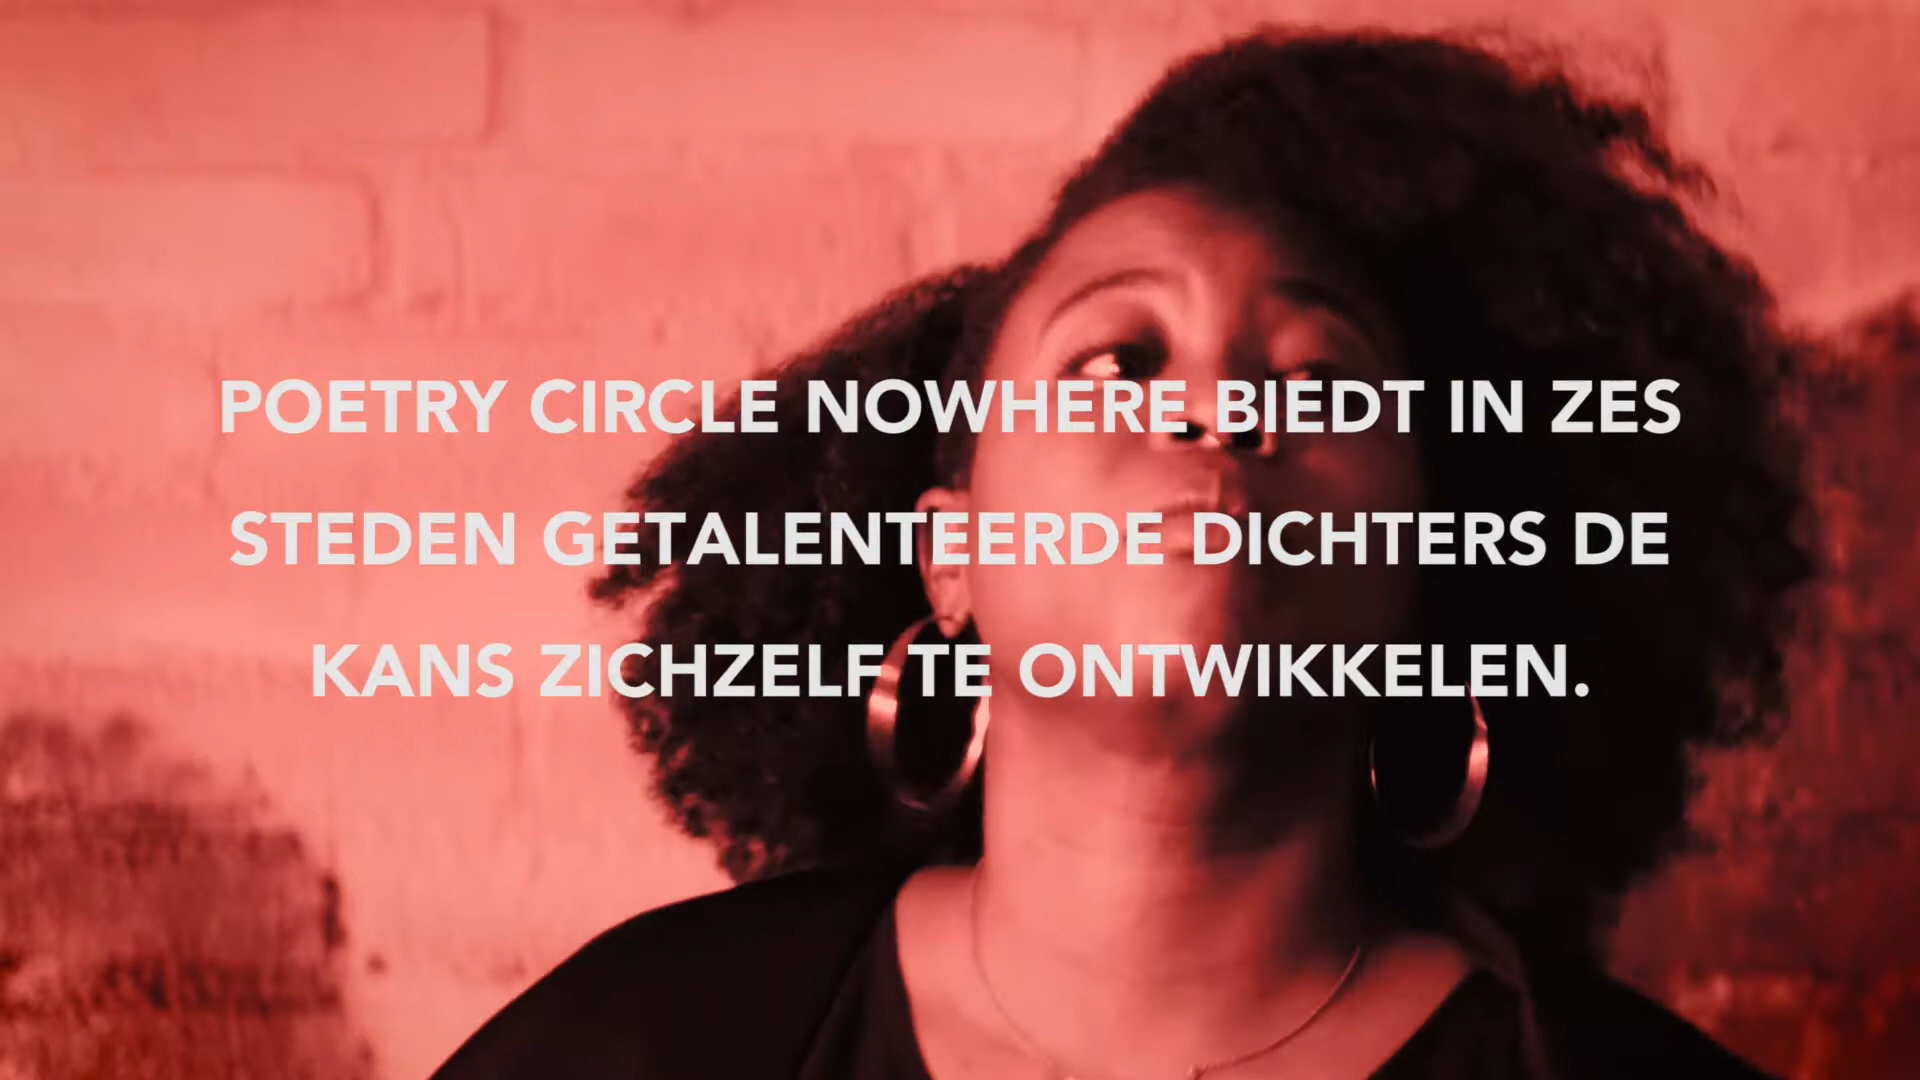 POETRY CIRCLE NOWHERE BIEDT IN ZES
STEDEN GETALENTEERDE DICHTERS DE
KANS ZICHZELF TE ONTWIKKELEN.